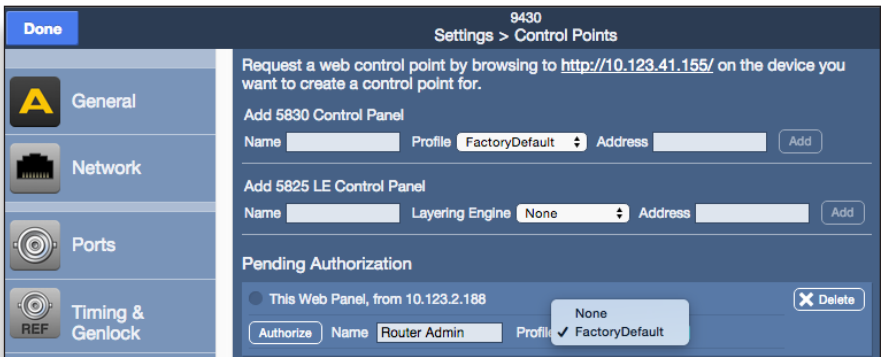 Done
9430
Settings > Control Points
A
General
Network
Ports
REF
Timing &
Genlock
Request a web control point by browsing to http://10.123.41.155/ on the device you
want to create a control point for.
Add 5830 Control Panel
Name Profile FactoryDefault Address Add
Add 5825 LE Control Panel
Name Layering Engine None Address Add
Pending Authorization
This Web Panel, from 10.123.2.188 X Delete
Authorize Name Router Admin Profil
None
✓ FactoryDefault